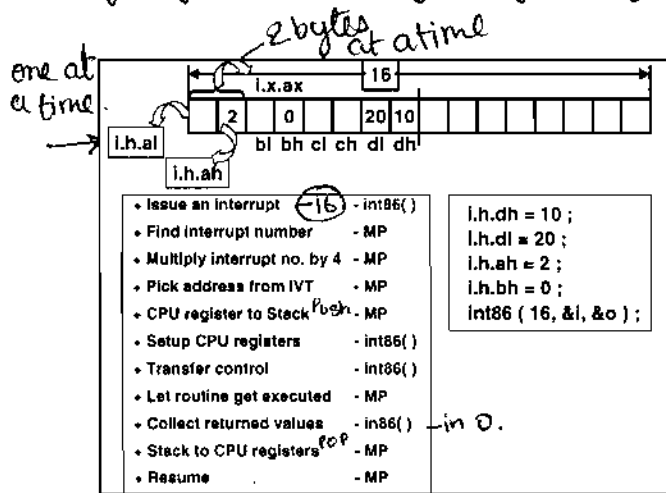 2 bytes
at a time
one at
a time.
16
i.x.ax
2 0 20 10
i.h.al
bl bh cl ch dl dh
i.h.ah
+ Issue an interrupt -16 - int86()
+ Find interrupt number - MP
+ Multiply interrupt no. by 4 - MP
+ Pick address from IVT - MP
+ CPU register to Stack Push - MP
+ Setup CPU registers - int86()
+ Transfer control - int86()
+ Let routine get executed - MP
+ Collect returned values - in86() - in O.
+ Stack to CPU registers POP - MP
+ Resume - MP
i.h.dh = 10 ;
i.h.dl = 20 ;
i.h.ah = 2 ;
i.h.bh = 0 ;
int86 ( 16, &i, &o ) ;